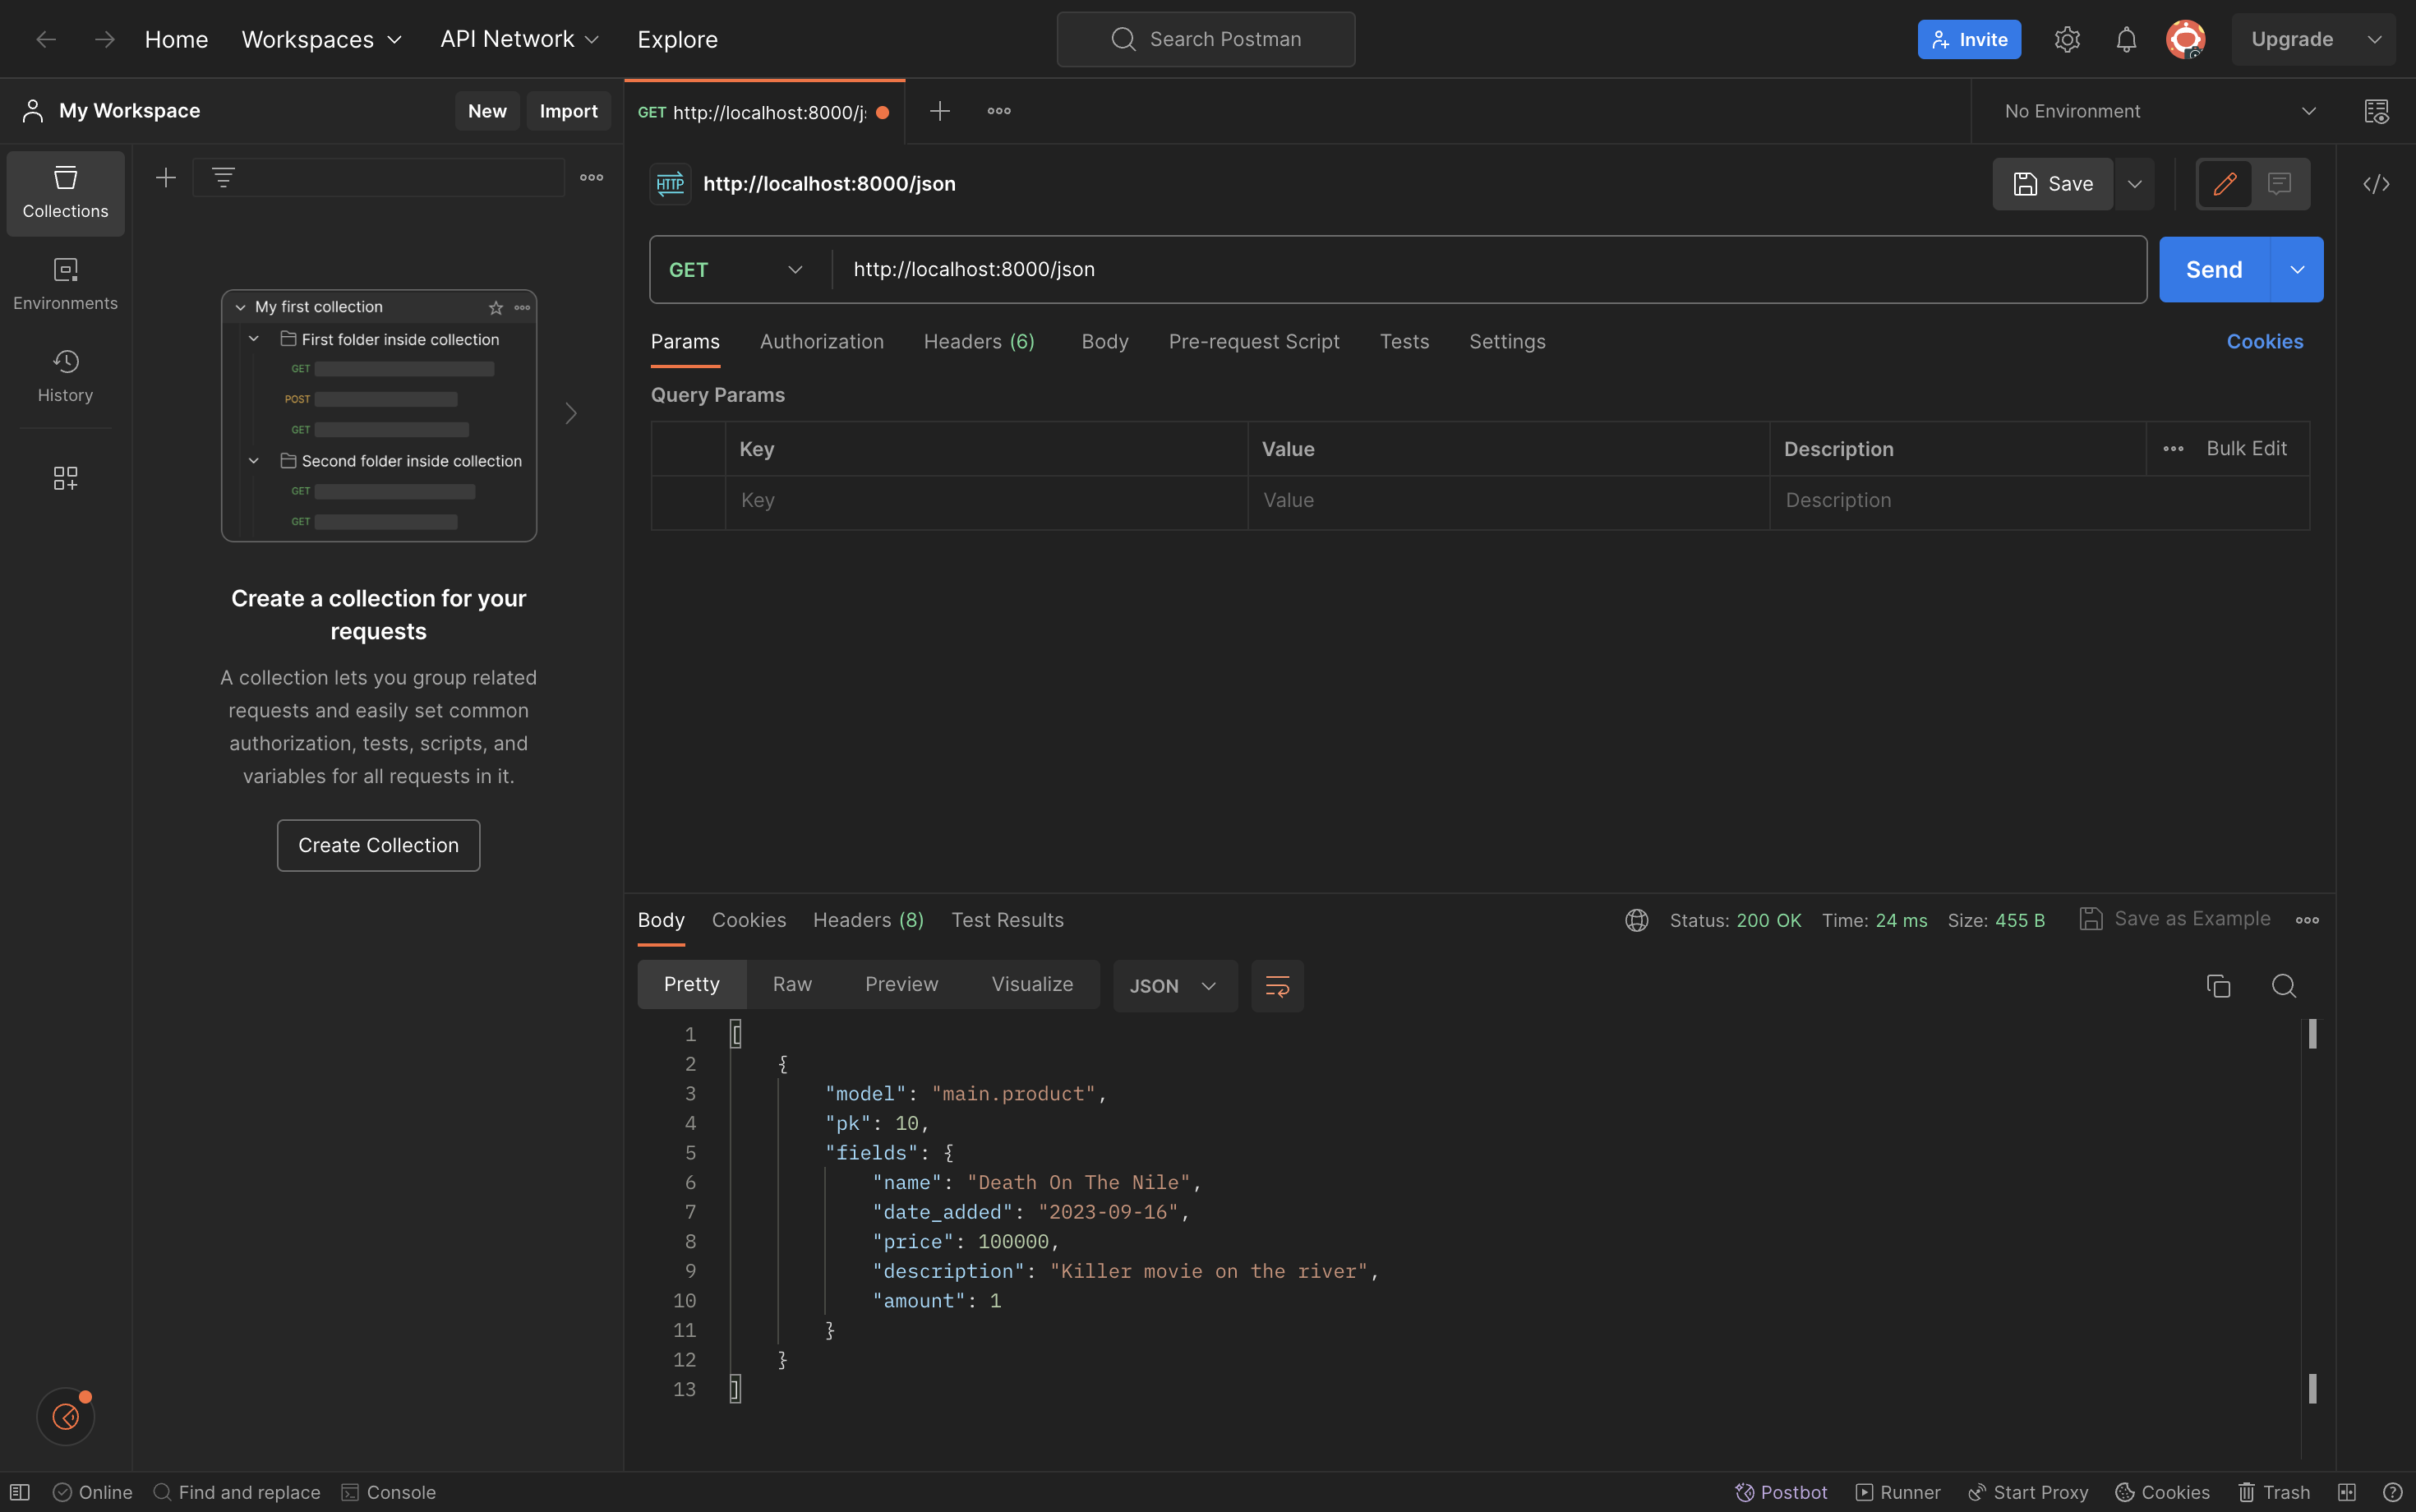 Home Workspaces API Network Explore Search Postman Invite Upgrade
My Workspace New Import GET http://localhost:8000/j No Environment
Collections
Environments
History
My first collection
First folder inside collection
GET
POST
GET
Second folder inside collection
GET
GET
Create a collection for your
requests
A collection lets you group related
requests and easily set common
authorization, tests, scripts, and
variables for all requests in it.
Create Collection
HTTP http://localhost:8000/json Save
GET http://localhost:8000/json Send
Params Authorization Headers (6) Body Pre-request Script Tests Settings Cookies
Query Params
Key Value Description Bulk Edit
Key Value Description
Body Cookies Headers (8) Test Results Status: 200 OK Time: 24 ms Size: 455 B Save as Example
Pretty Raw Preview Visualize JSON
1 [
2 {
3 "model": "main.product",
4 "pk": 10,
5 "fields": {
6 "name": "Death On The Nile",
7 "date_added": "2023-09-16",
8 "price": 100000,
9 "description": "Killer movie on the river",
10 "amount": 1
11 }
12 }
13 ]
Online Find and replace Console Postbot Runner Start Proxy Cookies Trash